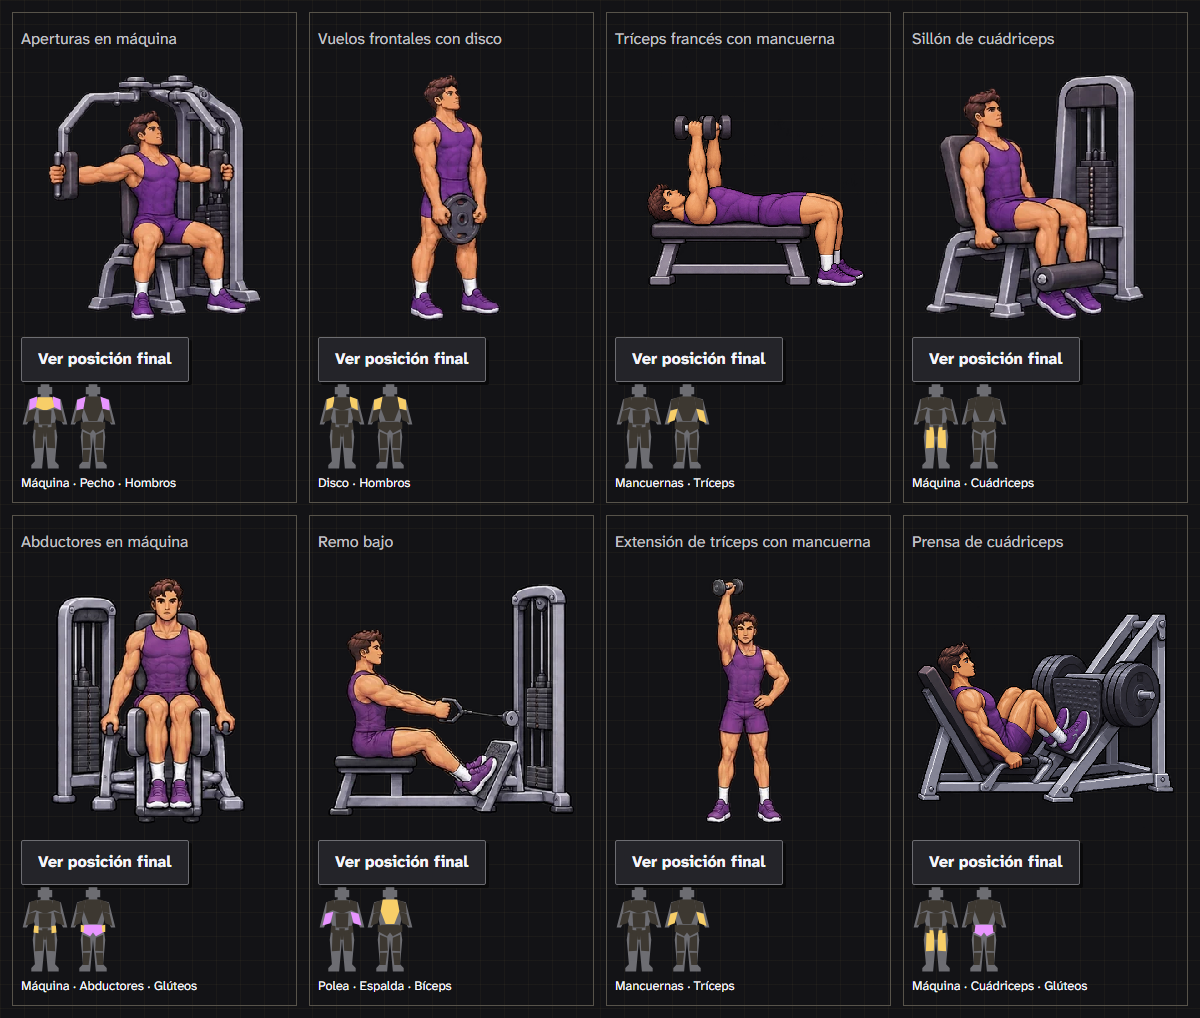 Aperturas en máquina
Vuelos frontales con disco
Tríceps francés con mancuerna
Sillón de cuádriceps
Ver posición final
Ver posición final
Ver posición final
Ver posición final
Máquina · Pecho · Hombros
Disco · Hombros
Mancuernas · Tríceps
Máquina · Cuádriceps
Abductores en máquina
Remo bajo
Extensión de tríceps con mancuerna
Prensa de cuádriceps
Ver posición final
Ver posición final
Ver posición final
Ver posición final
Máquina · Abductores · Glúteos
Polea · Espalda · Bíceps
Mancuernas · Tríceps
Máquina · Cuádriceps · Glúteos